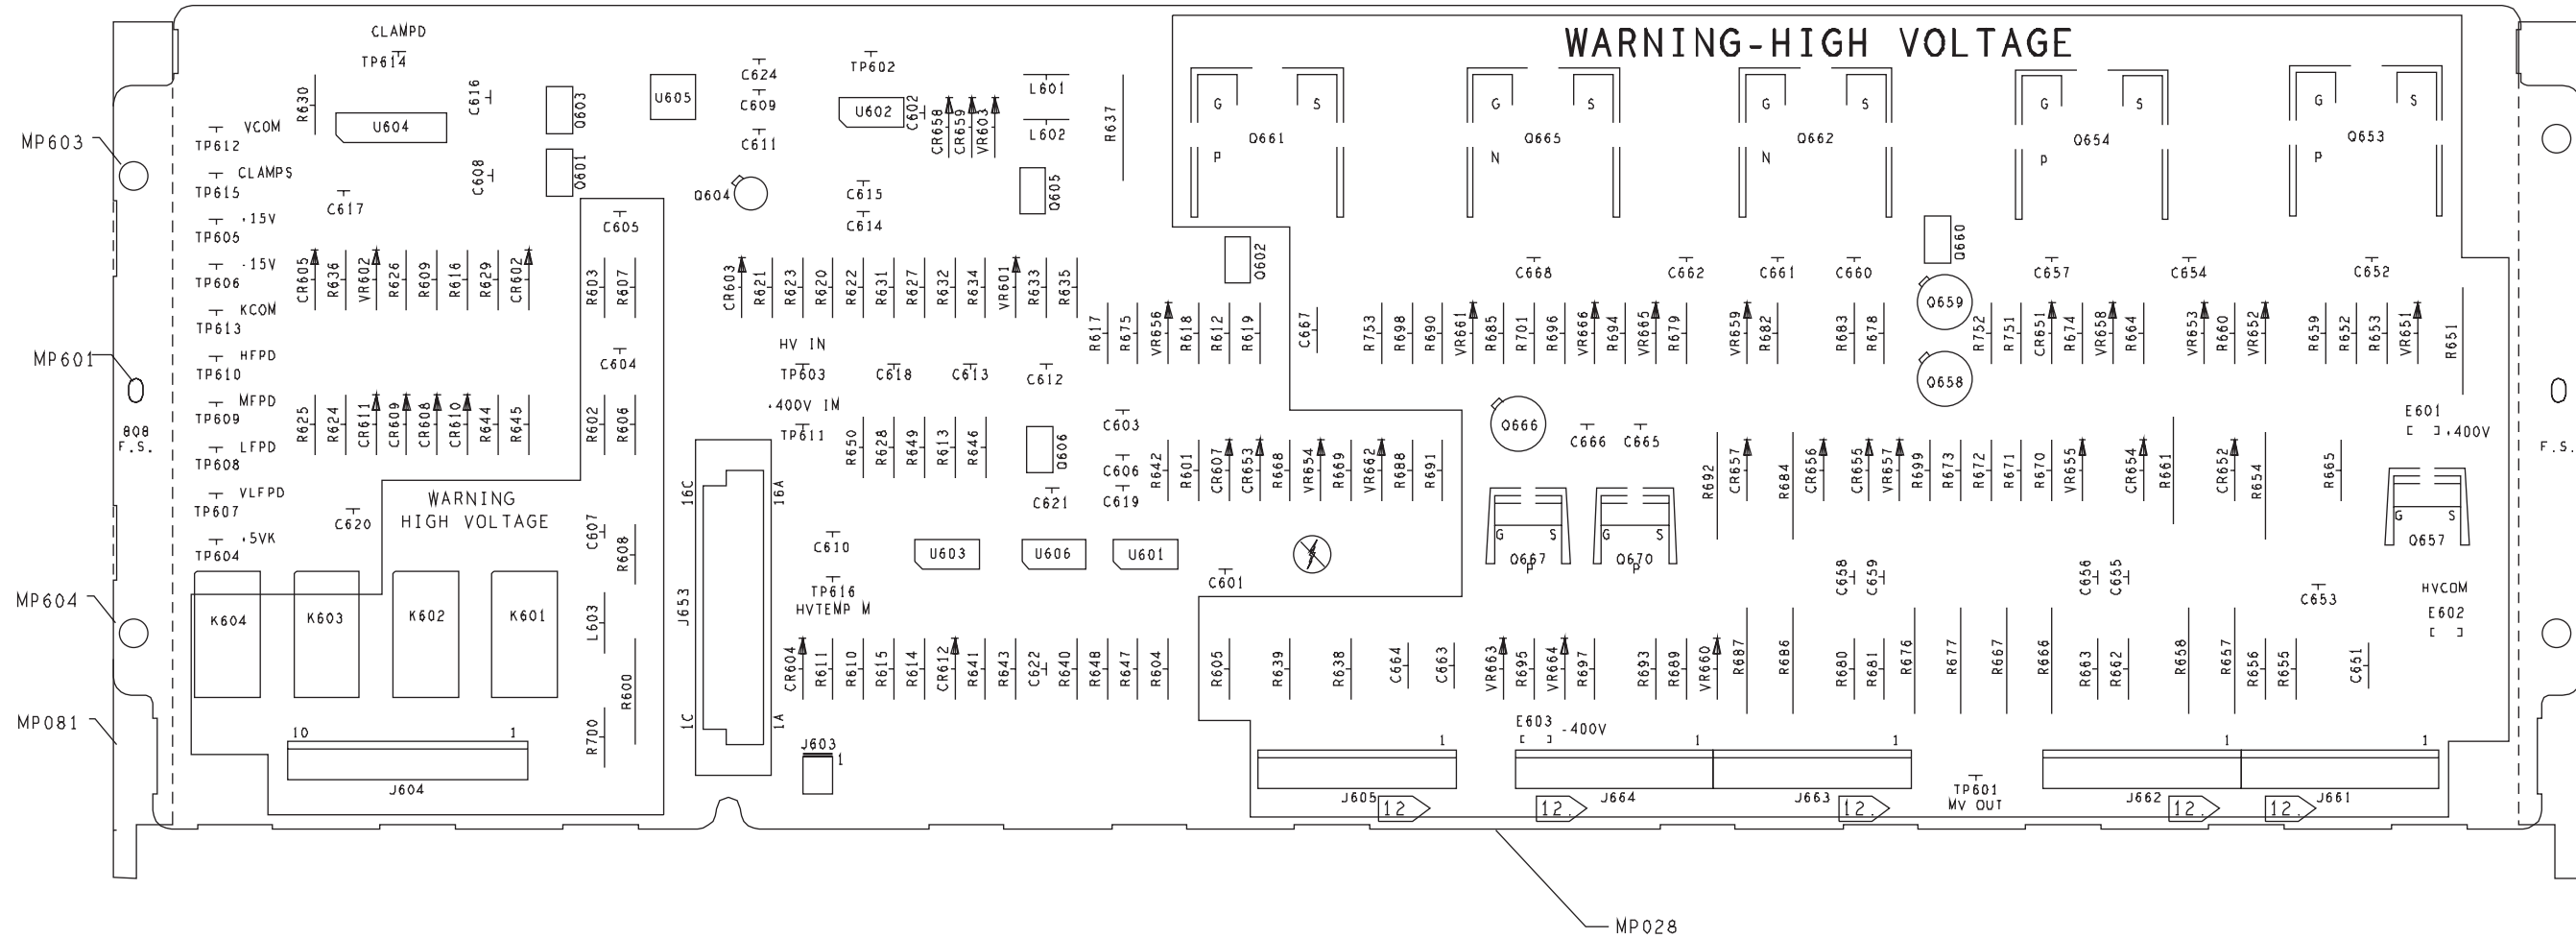 WARNING-HIGH VOLTAGE
CLAMPD
TP614
C624
TP602
C616
R630
Q603
U605
C609
L601
U604
U602
C602
CR658
CR659
VR603
R637
L602
C611
VCOM
TP612
MP603
G S
Q661
P
G S
Q665
N
G S
Q662
N
G S
Q654
P
G S
Q653
P
CLAMPS
TP615
C608
Q601
Q604
C615
Q605
C617
.15V
TP605
C605
C614
Q602
Q660
-15V
TP606
CR605
R636
VR602
R626
R609
R616
R629
CR602
R603
R607
CR603
R621
R623
R620
R622
R631
R627
R632
R634
VR601
R633
R635
C668
C662
C661
C660
C657
C654
C652
Q659
KCOM
TP613
R617
R675
VR656
R618
R612
R619
C667
R753
R698
R690
VR661
R685
R701
R696
VR666
R694
VR665
R679
VR659
R682
R683
R678
R752
R751
CR651
R674
VR658
R664
VR653
R660
VR652
R659
R652
R653
VR651
R651
MP601
HFPD
TP610
C604
HV IN
TP603
C618
C613
C612
Q658
MFPD
TP609
.400V IM
TP611
C603
Q666
C666
C665
E601
.400V
808
F.S.
F.S.
R625
R624
CR611
CR609
CR608
CR610
R644
R645
R602
R606
R650
R628
R649
R613
R646
Q606
LFPD
TP608
C606
C619
C621
R642
R601
CR607
CR653
R668
VR654
R669
VR662
R688
R691
R692
CR657
R684
CR656
CR655
VR657
R699
R673
R672
R671
R670
VR655
CR654
R661
CR652
R654
R665
VLFPD
TP607
WARNING
HIGH VOLTAGE
C620
C607
R608
16C
16A
C610
U603
U606
U601
G S
Q667
P
G S
Q670
P
G S
Q657
.5VK
TP604
TP616
HVTEMP M
C601
C658
C659
C656
C655
C653
HVCOM
E602
MP604
K604
K603
K602
K601
L603
J653
R600
CR604
R611
R610
R615
R614
CR612
R641
R643
C622
R640
R648
R647
R604
R605
R639
R638
C664
C663
VR663
R695
VR664
R697
R693
R689
VR660
R687
R686
R680
R681
R676
R677
R667
R666
R663
R662
R658
R657
R656
R655
C651
MP081
10 1
R700
1C
1A
J603
1
E603
-400V
1
1
1
1
1
J604
J605
12
12.
J664
J663
12.
TP601
MV OUT
J662
12.
12.
J661
MP028